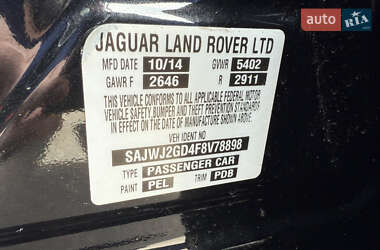 auto RIA
JAGUAR LAND ROVER LTD
MFD DATE 10/14 GVWR 5402
GAWR F 2646 R 2911
THIS VEHICLE CONFORMS TO ALL APPLICABLE FEDERAL MOTOR
VEHICLE SAFETY, BUMPER AND THEFT PREVENTION STANDARDS
IN EFFECT ON THE DATE OF MANUFACTURE SHOWN ABOVE
VEH IDENT NO
SAJWJ2GD4F8V78898
TYPE PASSENGER CAR
PAINT PEL TRIM PDB